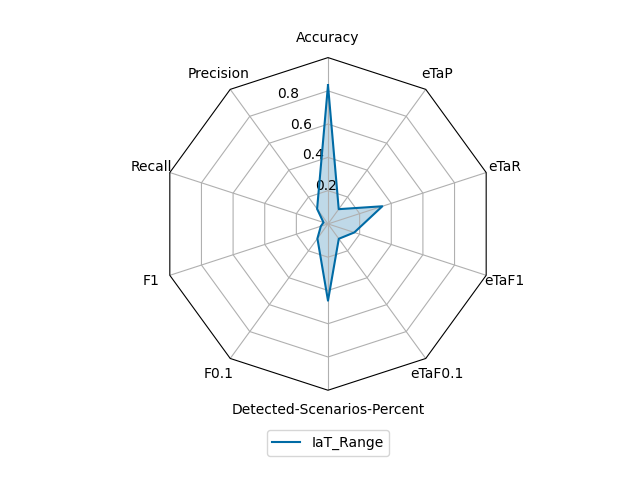 Accuracy
Precision
eTaP
0.8
0.6
0.4
Recall
eTaR
0.2
F1
eTaF1
F0.1
eTaF0.1
Detected-Scenarios-Percent
IaT_Range